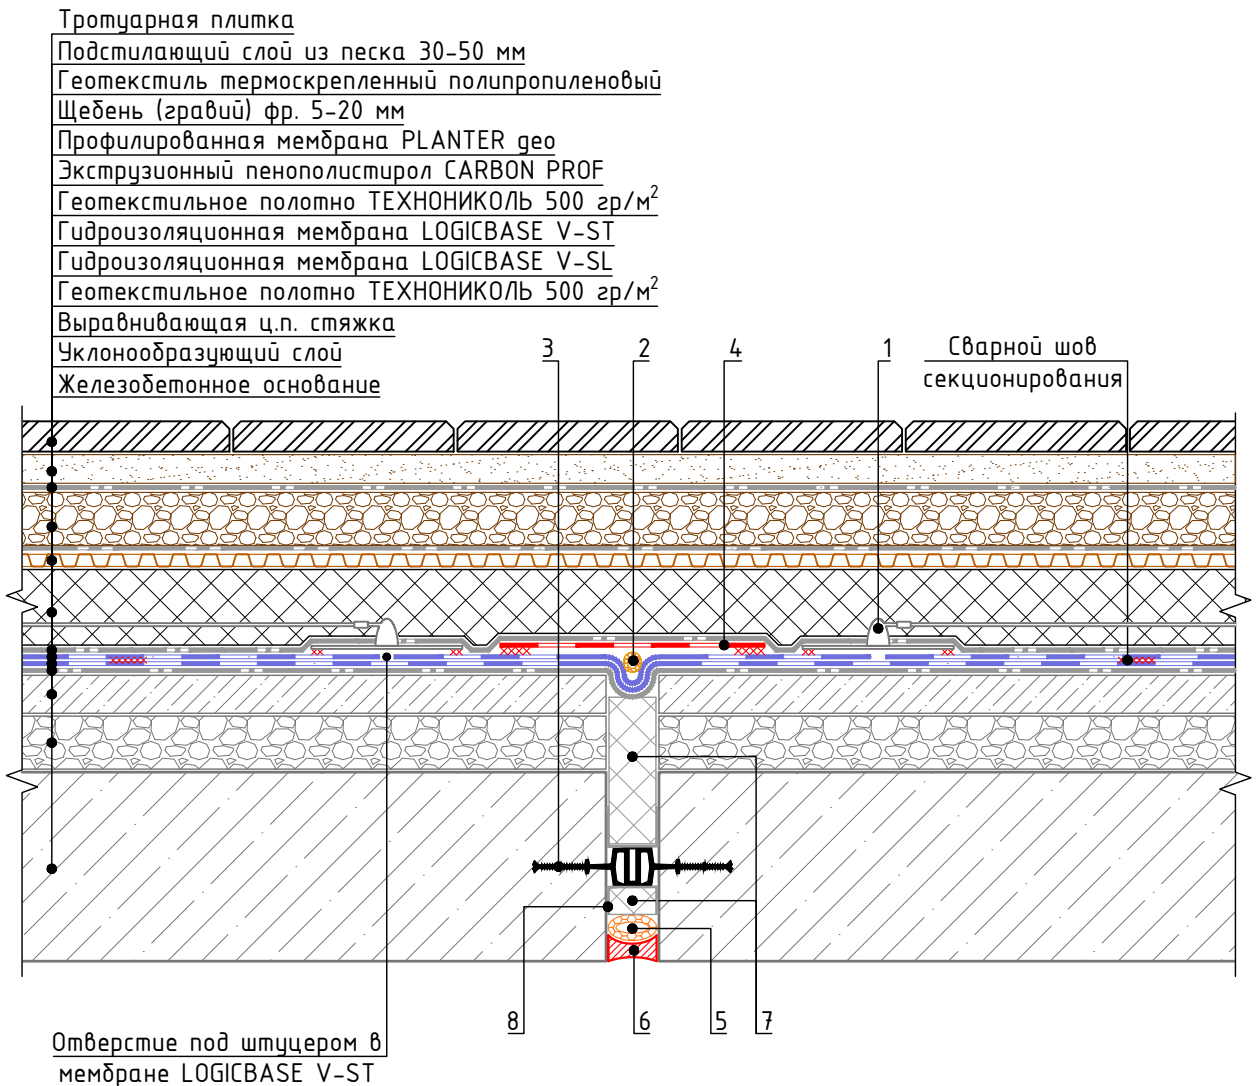 Тротуарная плитка
Подстилающий слой из песка 30-50 мм
Геотекстиль термоскрепленный полипропиленовый
Щебень (гравий) фр. 5-20 мм
Профилированная мембрана PLANTER geo
Экструзионный пенополистирол CARBON PROF
Геотекстильное полотно ТЕХНОНИКОЛЬ 500 гр/м²
Гидроизоляционная мембрана LOGICBASE V-ST
Гидроизоляционная мембрана LOGICBASE V-SL
Геотекстильное полотно ТЕХНОНИКОЛЬ 500 гр/м²
Выравнивающая ц.п. стяжка
Уклонообразующий слой
Железобетонное основание
3 2 4 1
Сварной шов
секционирования
8 6 5 7
Отверстие под штуцером в
мембране LOGICBASE V-ST